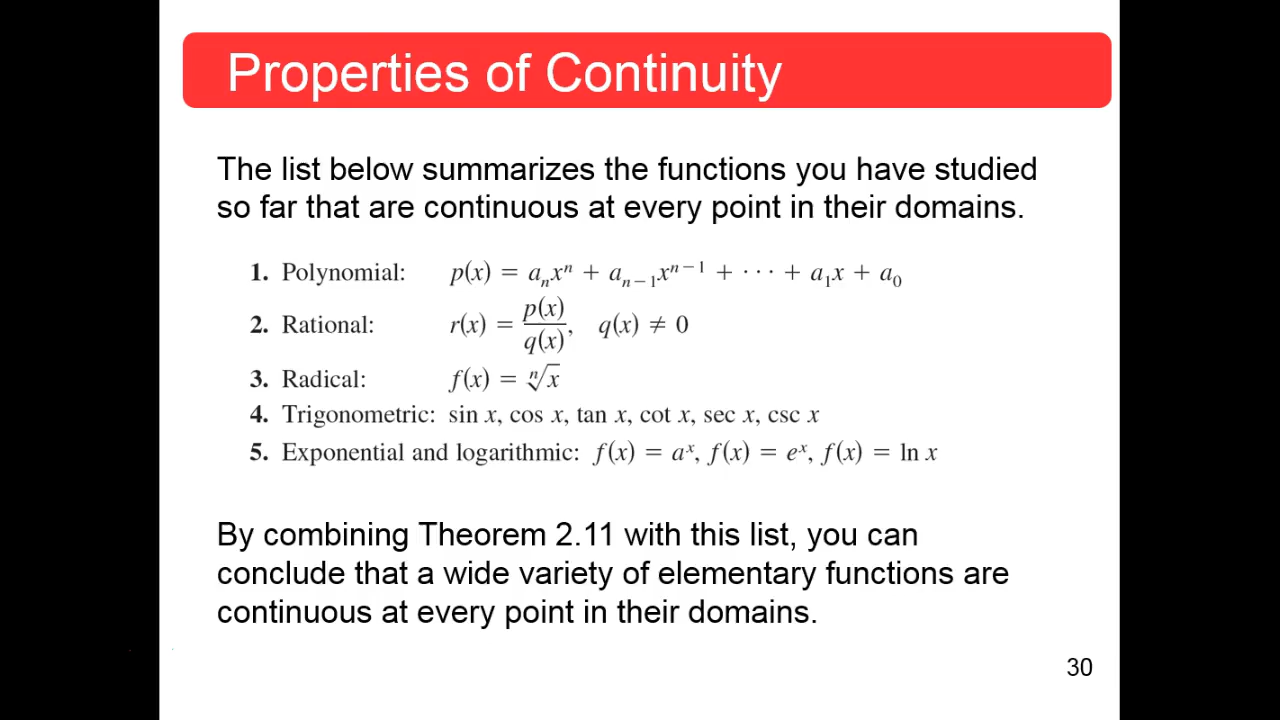 Properties of Continuity
The list below summarizes the functions you have studied
so far that are continuous at every point in their domains.
1. Polynomial: p(x) = aₙxⁿ + aₙ₋₁xⁿ⁻¹ + · · · + a₁x + a₀
2. Rational: r(x) = p(x)/q(x), q(x) ≠ 0
3. Radical: f(x) = ⁿ√x
4. Trigonometric: sin x, cos x, tan x, cot x, sec x, csc x
5. Exponential and logarithmic: f(x) = aˣ, f(x) = eˣ, f(x) = ln x
By combining Theorem 2.11 with this list, you can
conclude that a wide variety of elementary functions are
continuous at every point in their domains.
30